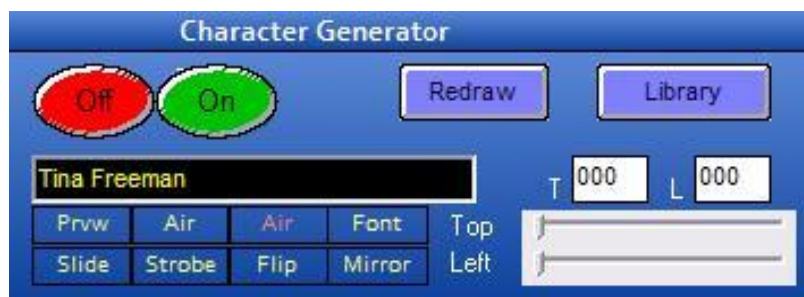 Character Generator
Off On Redraw Library
Tina Freeman T 000 L 000
Prvw Air Air Font Top
Slide Strobe Flip Mirror Left